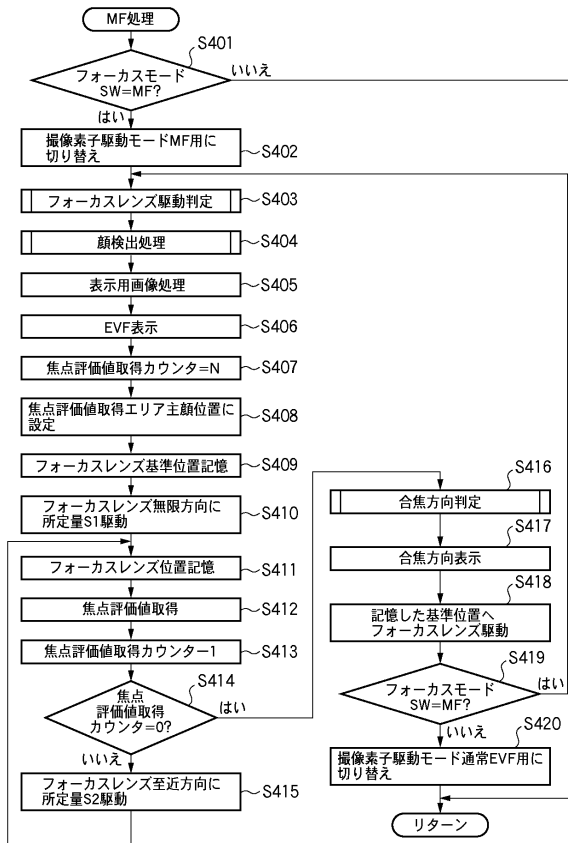 MF処理
S401
フォーカスモード
SW=MF?
いいえ
はい
撮像素子駆動モードMF用に
切り替え
S402
フォーカスレンズ駆動判定
S403
顔検出処理
S404
表示用画像処理
S405
EVF表示
S406
焦点評価値取得カウンタ=N
S407
焦点評価値取得エリア主顔位置に
設定
S408
フォーカスレンズ基準位置記憶
S409
フォーカスレンズ無限方向に
所定量S1駆動
S410
フォーカスレンズ位置記憶
S411
焦点評価値取得
S412
焦点評価値取得カウンター1
S413
S414
焦点
評価値取得
カウンタ=0?
はい
いいえ
フォーカスレンズ至近方向に
所定量S2駆動
S415
S416
合焦方向判定
S417
合焦方向表示
S418
記憶した基準位置へ
フォーカスレンズ駆動
S419
フォーカスモード
SW=MF?
はい
いいえ
S420
撮像素子駆動モード通常EVF用に
切り替え
リターン